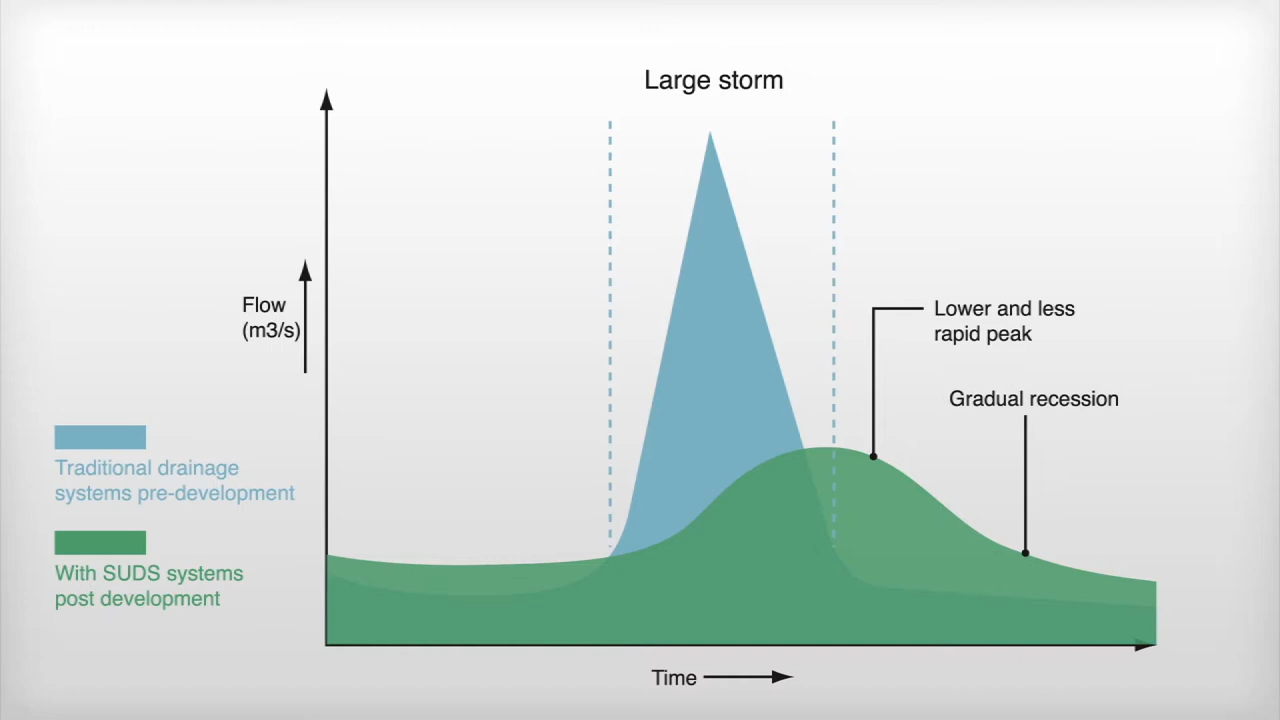 Large storm
Flow
(m3/s)
Lower and less
rapid peak
Gradual recession
Traditional drainage
systems pre-development
With SUDS systems
post development
Time